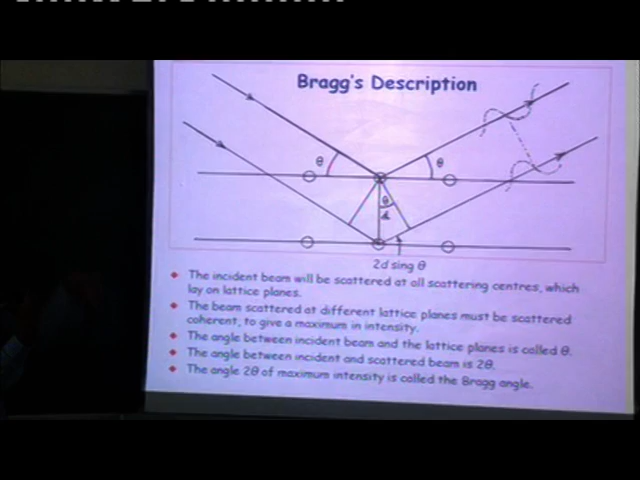 Bragg's Description
θ
θ
θ
d
2d sing θ
The incident beam will be scattered at all scattering centres, which
lay on lattice planes.
The beam scattered at different lattice planes must be scattered
coherent, to give a maximum in intensity.
The angle between incident beam and the lattice planes is called θ.
The angle between incident and scattered beam is 2θ.
The angle 2θ of maximum intensity is called the Bragg angle.